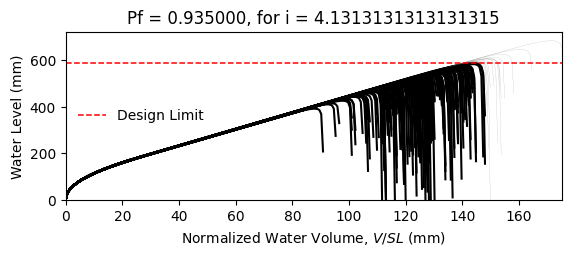 Pf = 0.935000, for i = 4.1313131313131315
Water Level (mm)
600
400
200
0
Design Limit
0 20 40 60 80 100 120 140 160
Normalized Water Volume, V/SL (mm)